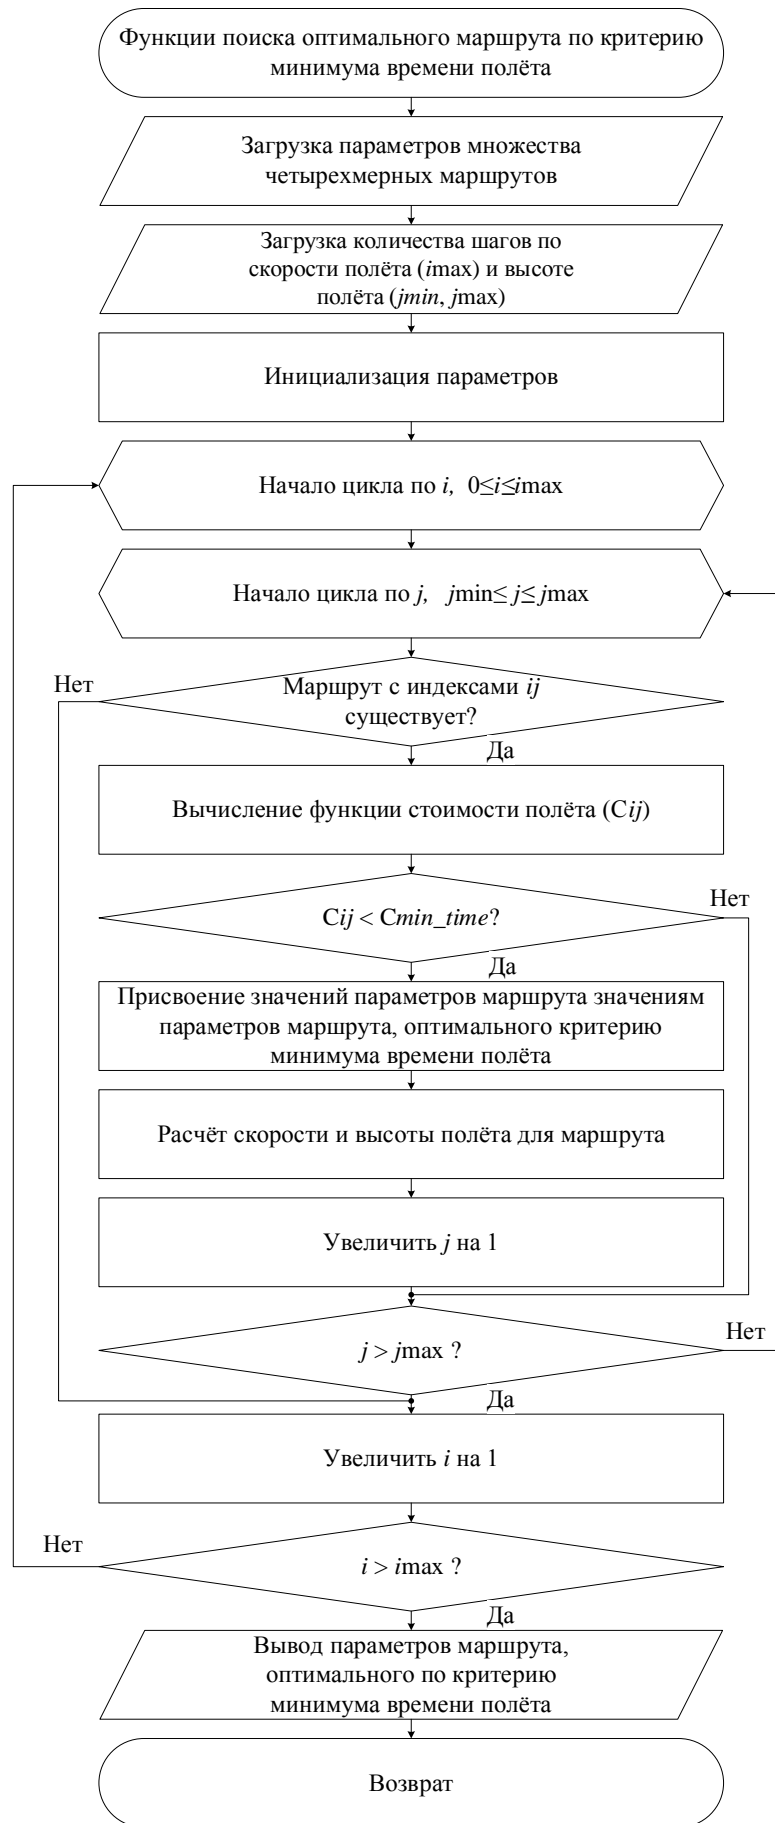 Функции поиска оптимального маршрута по критерию
минимума времени полёта
Загрузка параметров множества
четырехмерных маршрутов
Загрузка количества шагов по
скорости полёта (imax) и высоте
полёта (jmin, jmax)
Инициализация параметров
Начало цикла по i, 0≤i≤imax
Начало цикла по j, jmin≤ j≤ jmax
Нет
Маршрут с индексами ij
существует?
Да
Вычисление функции стоимости полёта (Cij)
Нет
Cij < Cmin_time?
Да
Присвоение значений параметров маршрута значениям
параметров маршрута, оптимального критерию
минимума времени полёта
Расчёт скорости и высоты полёта для маршрута
Увеличить j на 1
Нет
j > jmax ?
Да
Увеличить i на 1
Нет
i > imax ?
Да
Вывод параметров маршрута,
оптимального по критерию
минимума времени полёта
Возврат